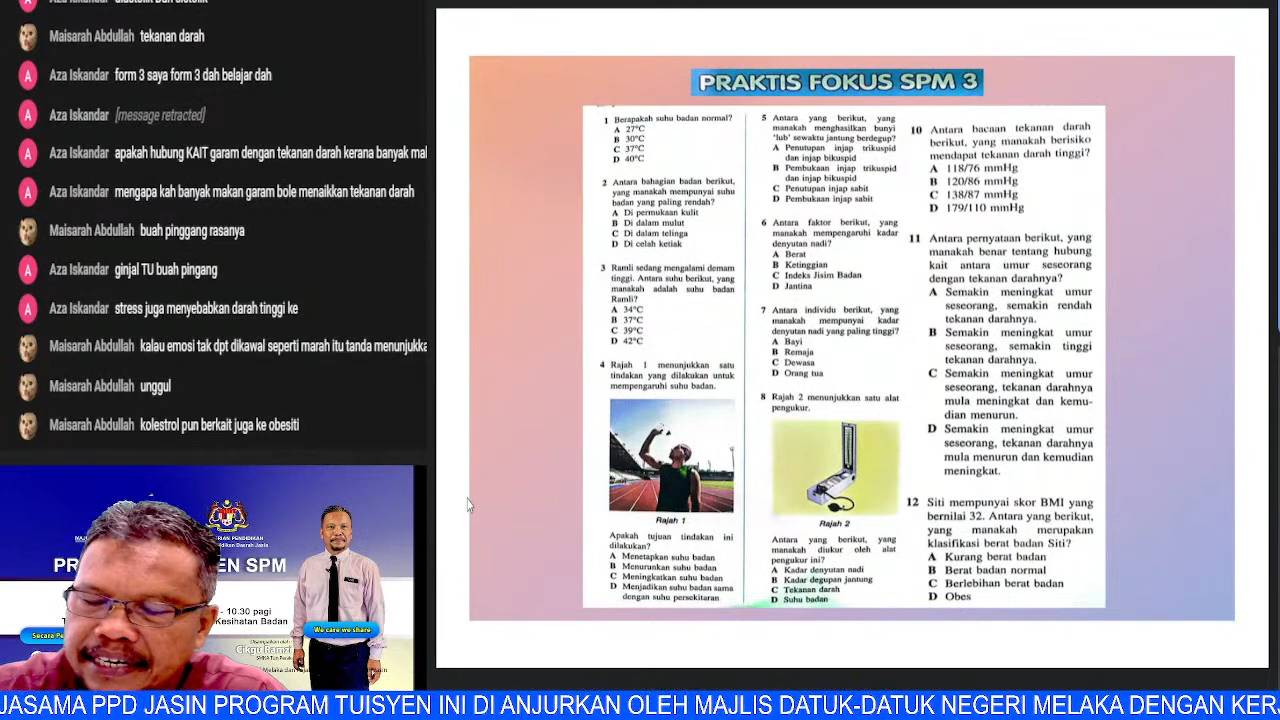 Aza Iskandar diastolik dan sistolik
Maisarah Abdullah tekanan darah
Aza Iskandar form 3 saya form 3 dah belajar dah
Aza Iskandar [message retracted]
Aza Iskandar apakah hubung KAIT garam dengan tekanan darah kerana banyak mal
Aza Iskandar mengapa kah banyak makan garam bole menaikkan tekanan darah
Maisarah Abdullah buah pinggang rasanya
Aza Iskandar ginjal TU buah pingang
Aza Iskandar stress juga menyebabkan darah tinggi ke
Maisarah Abdullah kalau emosi tak dpt dikawal seperti marah itu tanda menunjukka
Maisarah Abdullah unggul
Maisarah Abdullah kolestrol pun berkait juga ke obesiti
PRAKTIS FOKUS SPM 3
1 Berapakah suhu badan normal?
A 27°C
B 30°C
C 37°C
D 40°C
2 Antara bahagian badan berikut,
yang manakah mempunyai suhu
badan yang paling rendah?
A Di permukaan kulit
B Di dalam mulut
C Di dalam telinga
D Di celah ketiak
3 Ramli sedang mengalami demam
tinggi. Antara suhu berikut, yang
manakah adalah suhu badan
Ramli?
A 34°C
B 37°C
C 39°C
D 42°C
4 Rajah 1 menunjukkan satu
tindakan yang dilakukan untuk
mempengaruhi suhu badan.
Rajah 1
Apakah tujuan tindakan ini
dilakukan?
A Menetapkan suhu badan
B Menurunkan suhu badan
C Meningkatkan suhu badan
D Menjadikan suhu badan sama
dengan suhu persekitaran
5 Antara yang berikut, yang
manakah menghasilkan bunyi
'lub' sewaktu jantung berdegup?
A Penutupan injap trikuspid
dan injap bikuspid
B Pembukaan injap trikuspid
dan injap bikuspid
C Penutupan injap sabit
D Pembukaan injap sabit
6 Antara faktor berikut, yang
manakah mempengaruhi kadar
denyutan nadi?
A Berat
B Ketinggian
C Indeks Jisim Badan
D Jantina
7 Antara individu berikut, yang
manakah mempunyai kadar
denyutan nadi yang paling tinggi?
A Bayi
B Remaja
C Dewasa
D Orang tua
8 Rajah 2 menunjukkan satu alat
pengukur.
Rajah 2
Antara yang berikut, yang
manakah diukur oleh alat
pengukur ini?
A Kadar denyutan nadi
B Kadar degupan jantung
C Tekanan darah
D Suhu badan
10 Antara bacaan tekanan darah
berikut, yang manakah berisiko
mendapat tekanan darah tinggi?
A 118/76 mmHg
B 120/86 mmHg
C 138/87 mmHg
D 179/110 mmHg
11 Antara pernyataan berikut, yang
manakah benar tentang hubung
kait antara umur seseorang
dengan tekanan darahnya?
A Semakin meningkat umur
seseorang, semakin rendah
tekanan darahnya.
B Semakin meningkat umur
seseorang, semakin tinggi
tekanan darahnya.
C Semakin meningkat umur
seseorang, tekanan darahnya
mula meningkat dan kemu-
dian menurun.
D Semakin meningkat umur
seseorang, tekanan darahnya
mula menurun dan kemudian
meningkat.
12 Siti mempunyai skor BMI yang
bernilai 32. Antara yang berikut,
yang manakah merupakan
klasifikasi berat badan Siti?
A Kurang berat badan
B Berat badan normal
C Berlebihan berat badan
D Obes
EN SPM
10.30
Kesihatan Badan
Secara Pe
We care we share
Cikgu Ramzi
JASAMA PPD JASIN PROGRAM TUISYEN INI DI ANJURKAN OLEH MAJLIS DATUK-DATUK NEGERI MELAKA DENGAN KER